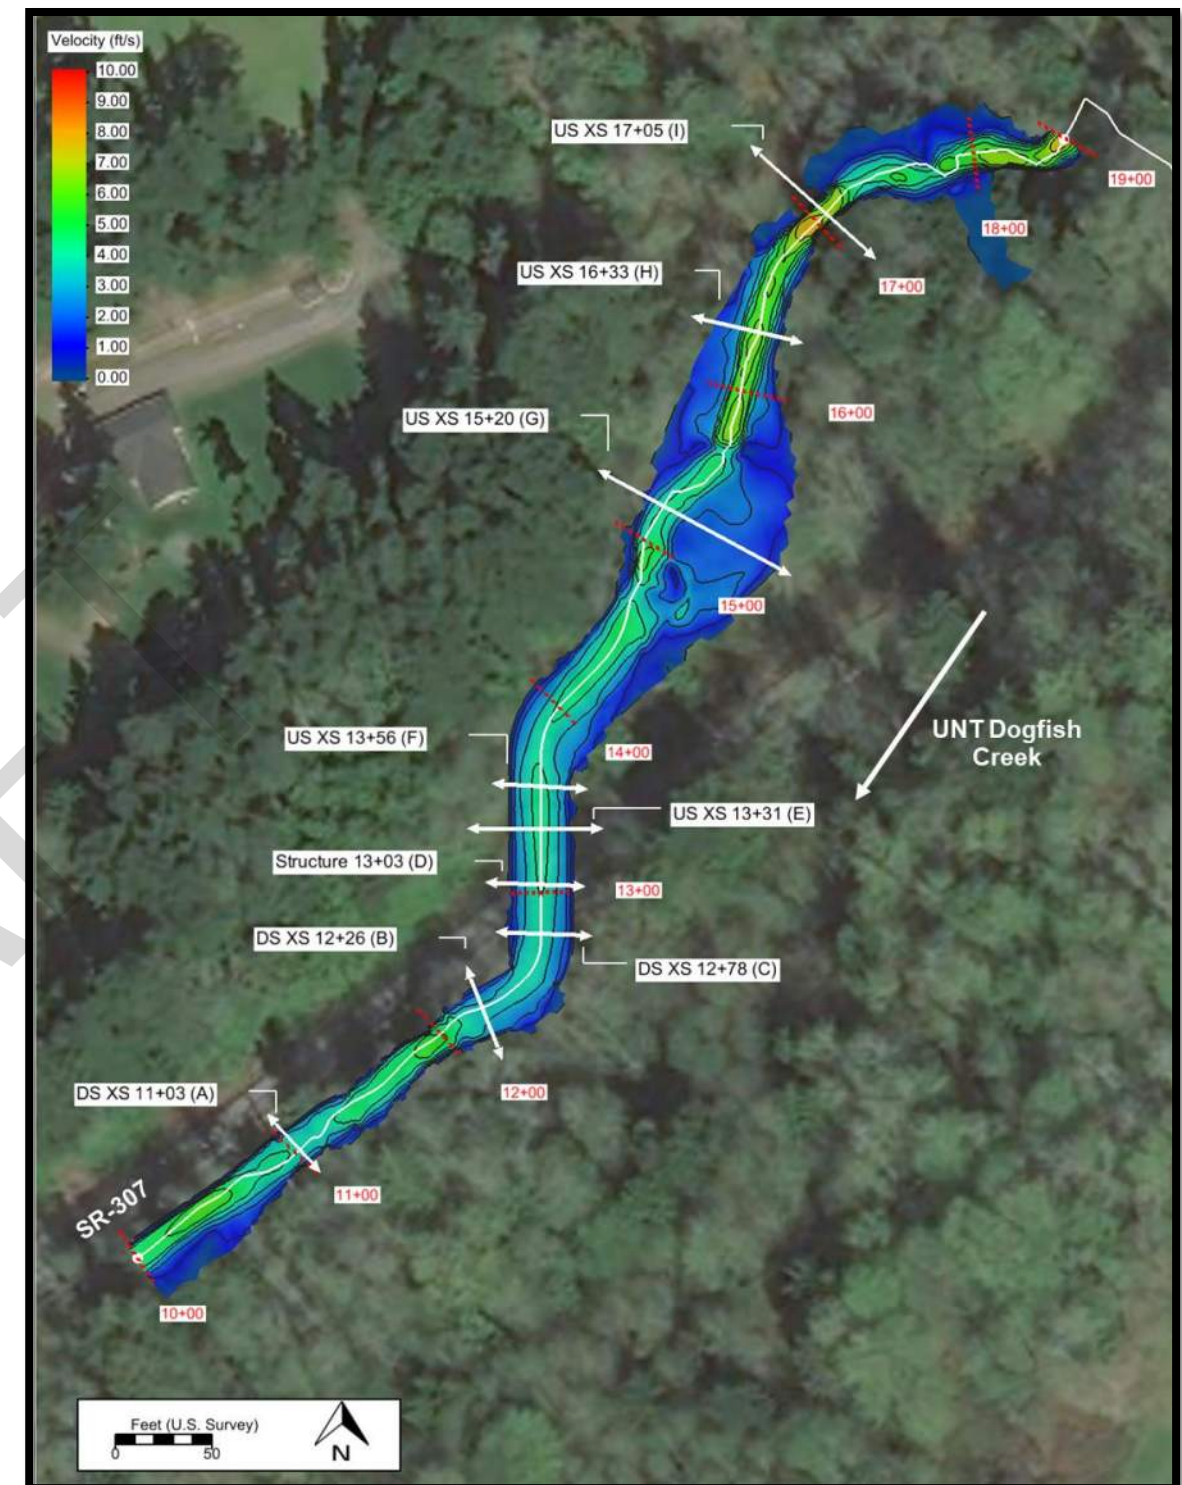 Velocity (ft/s)
10.00
9.00
8.00
7.00
6.00
5.00
4.00
3.00
2.00
1.00
0.00
US XS 17+05 (I)
19+00
18+00
US XS 16+33 (H)
17+00
16+00
US XS 15+20 (G)
15+00
UNT Dogfish
Creek
US XS 13+56 (F)
14+00
US XS 13+31 (E)
Structure 13+03 (D)
13+00
DS XS 12+26 (B)
DS XS 12+78 (C)
12+00
DS XS 11+03 (A)
11+00
SR-307
10+00
Feet (U.S. Survey)
0 50
N